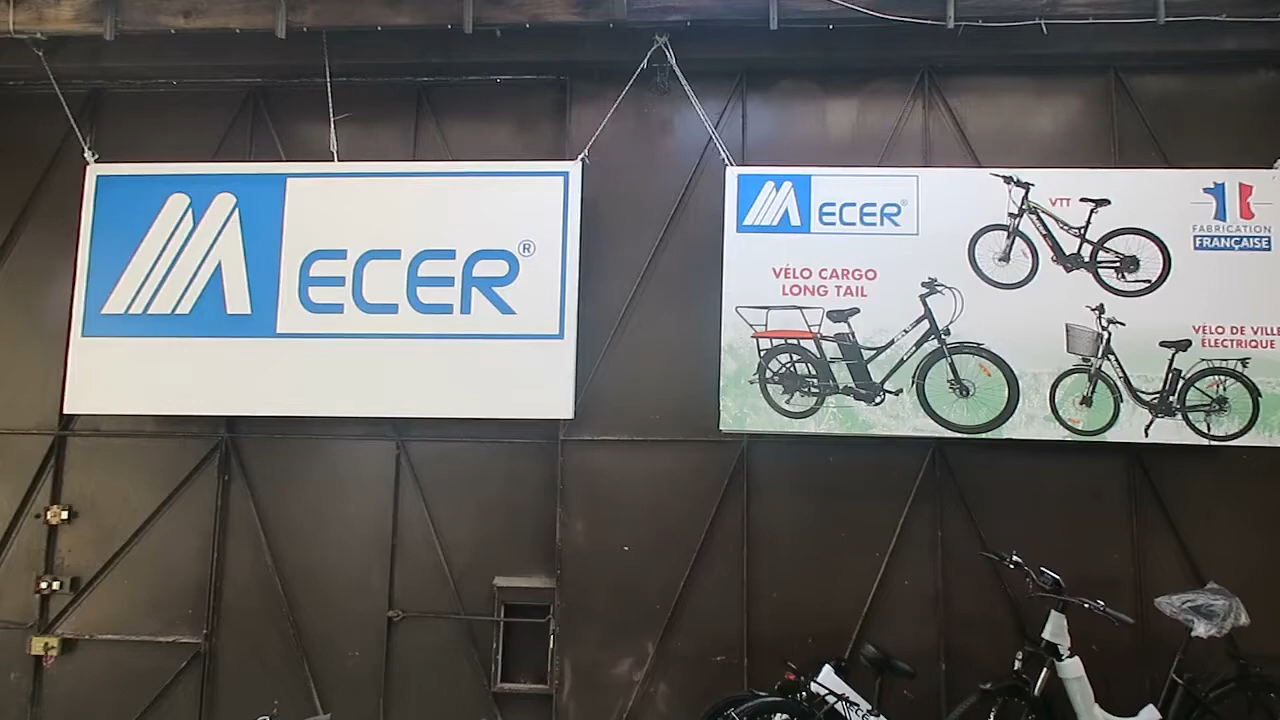 ECER®
ECER®
VTT
FABRICATION
FRANÇAISE
VÉLO CARGO
LONG TAIL
VÉLO DE VILLE
ÉLECTRIQUE